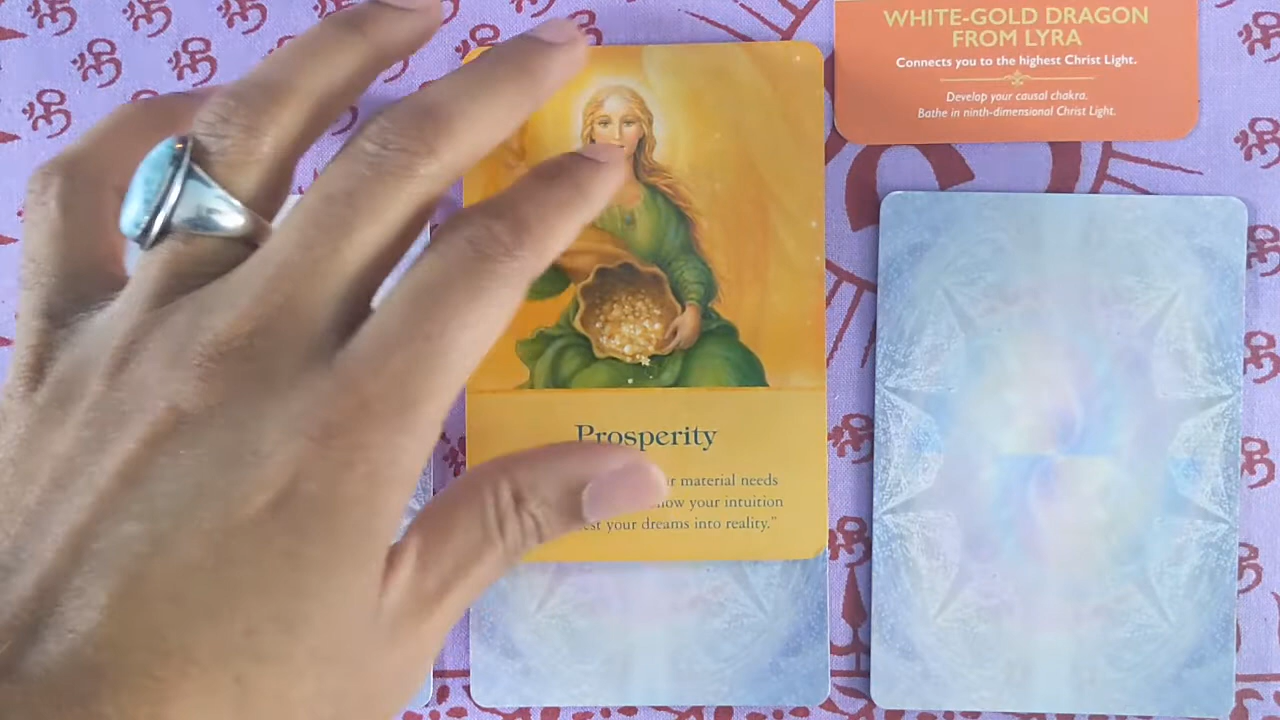 WHITE-GOLD DRAGON
FROM LYRA
Connects you to the highest Christ Light.
Develop your causal chakra.
Bathe in ninth-dimensional Christ Light.
Prosperity
material needs
your intuition
your dreams into reality.”